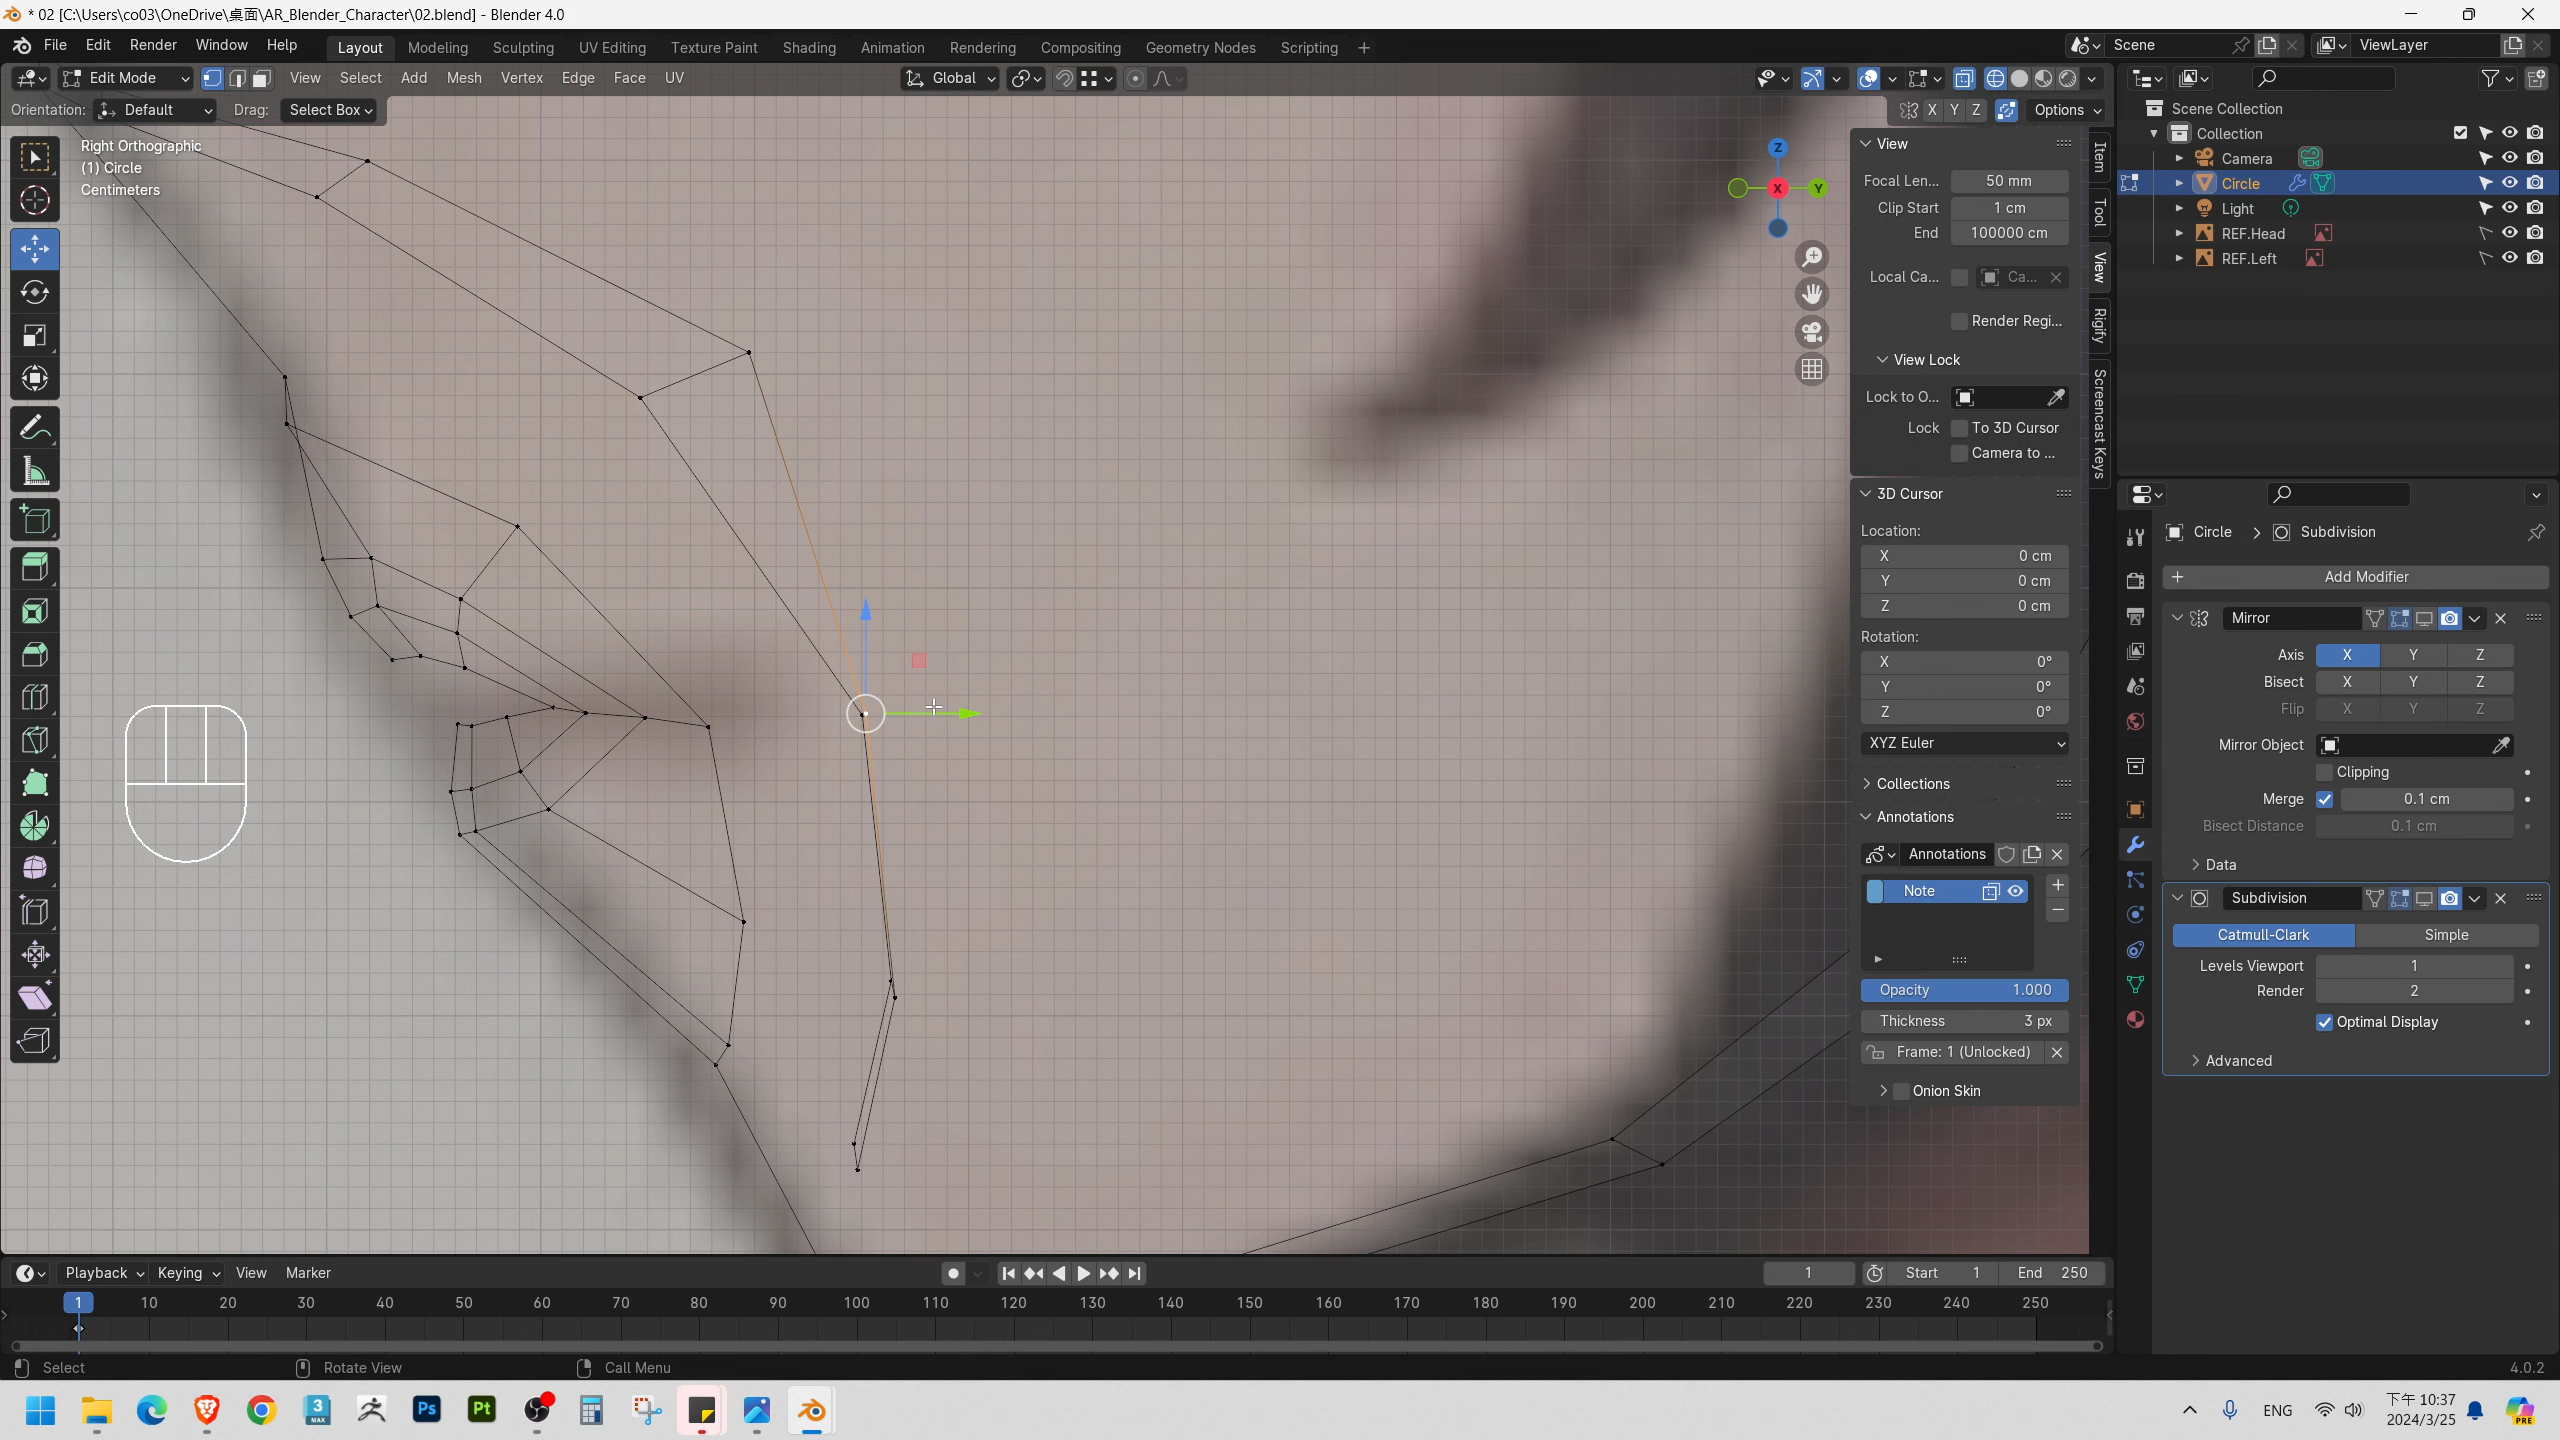 * 02 [C:\Users\co03\OneDrive\桌面\AR_Blender_Character\02.blend] - Blender 4.0
File Edit Render Window Help Layout Modeling Sculpting UV Editing Texture Paint Shading Animation Rendering Compositing Geometry Nodes Scripting + Scene ViewLayer
Edit Mode View Select Add Mesh Vertex Edge Face UV Global
Orientation: Default Drag: Select Box X Y Z Options
Right Orthographic
(1) Circle
Centimeters
Z
X
Y
View
Focal Len... 50 mm
Clip Start 1 cm
End 100000 cm
Local Ca... Ca...
Render Regi...
View Lock
Lock to O...
Lock To 3D Cursor
Camera to ...
3D Cursor
Location:
X 0 cm
Y 0 cm
Z 0 cm
Rotation:
X 0°
Y 0°
Z 0°
XYZ Euler
Collections
Annotations
Annotations
Note
Opacity 1.000
Thickness 3 px
Frame: 1 (Unlocked)
Onion Skin
Item
Tool
View
Rigify
Screencast Keys
Scene Collection
Collection
Camera
Circle
Light
REF.Head
REF.Left
Circle > Subdivision
+ Add Modifier
Mirror
Axis X Y Z
Bisect X Y Z
Flip X Y Z
Mirror Object
Clipping
Merge 0.1 cm
Bisect Distance 0.1 cm
Data
Subdivision
Catmull-Clark Simple
Levels Viewport 1
Render 2
Optimal Display
Advanced
Playback Keying View Marker 1 Start 1 End 250
1 10 20 30 40 50 60 70 80 90 100 110 120 130 140 150 160 170 180 190 200 210 220 230 240 250
Select Rotate View Call Menu 4.0.2
3 MAX Ps Pt ENG 下午 10:37
2024/3/25
PRE